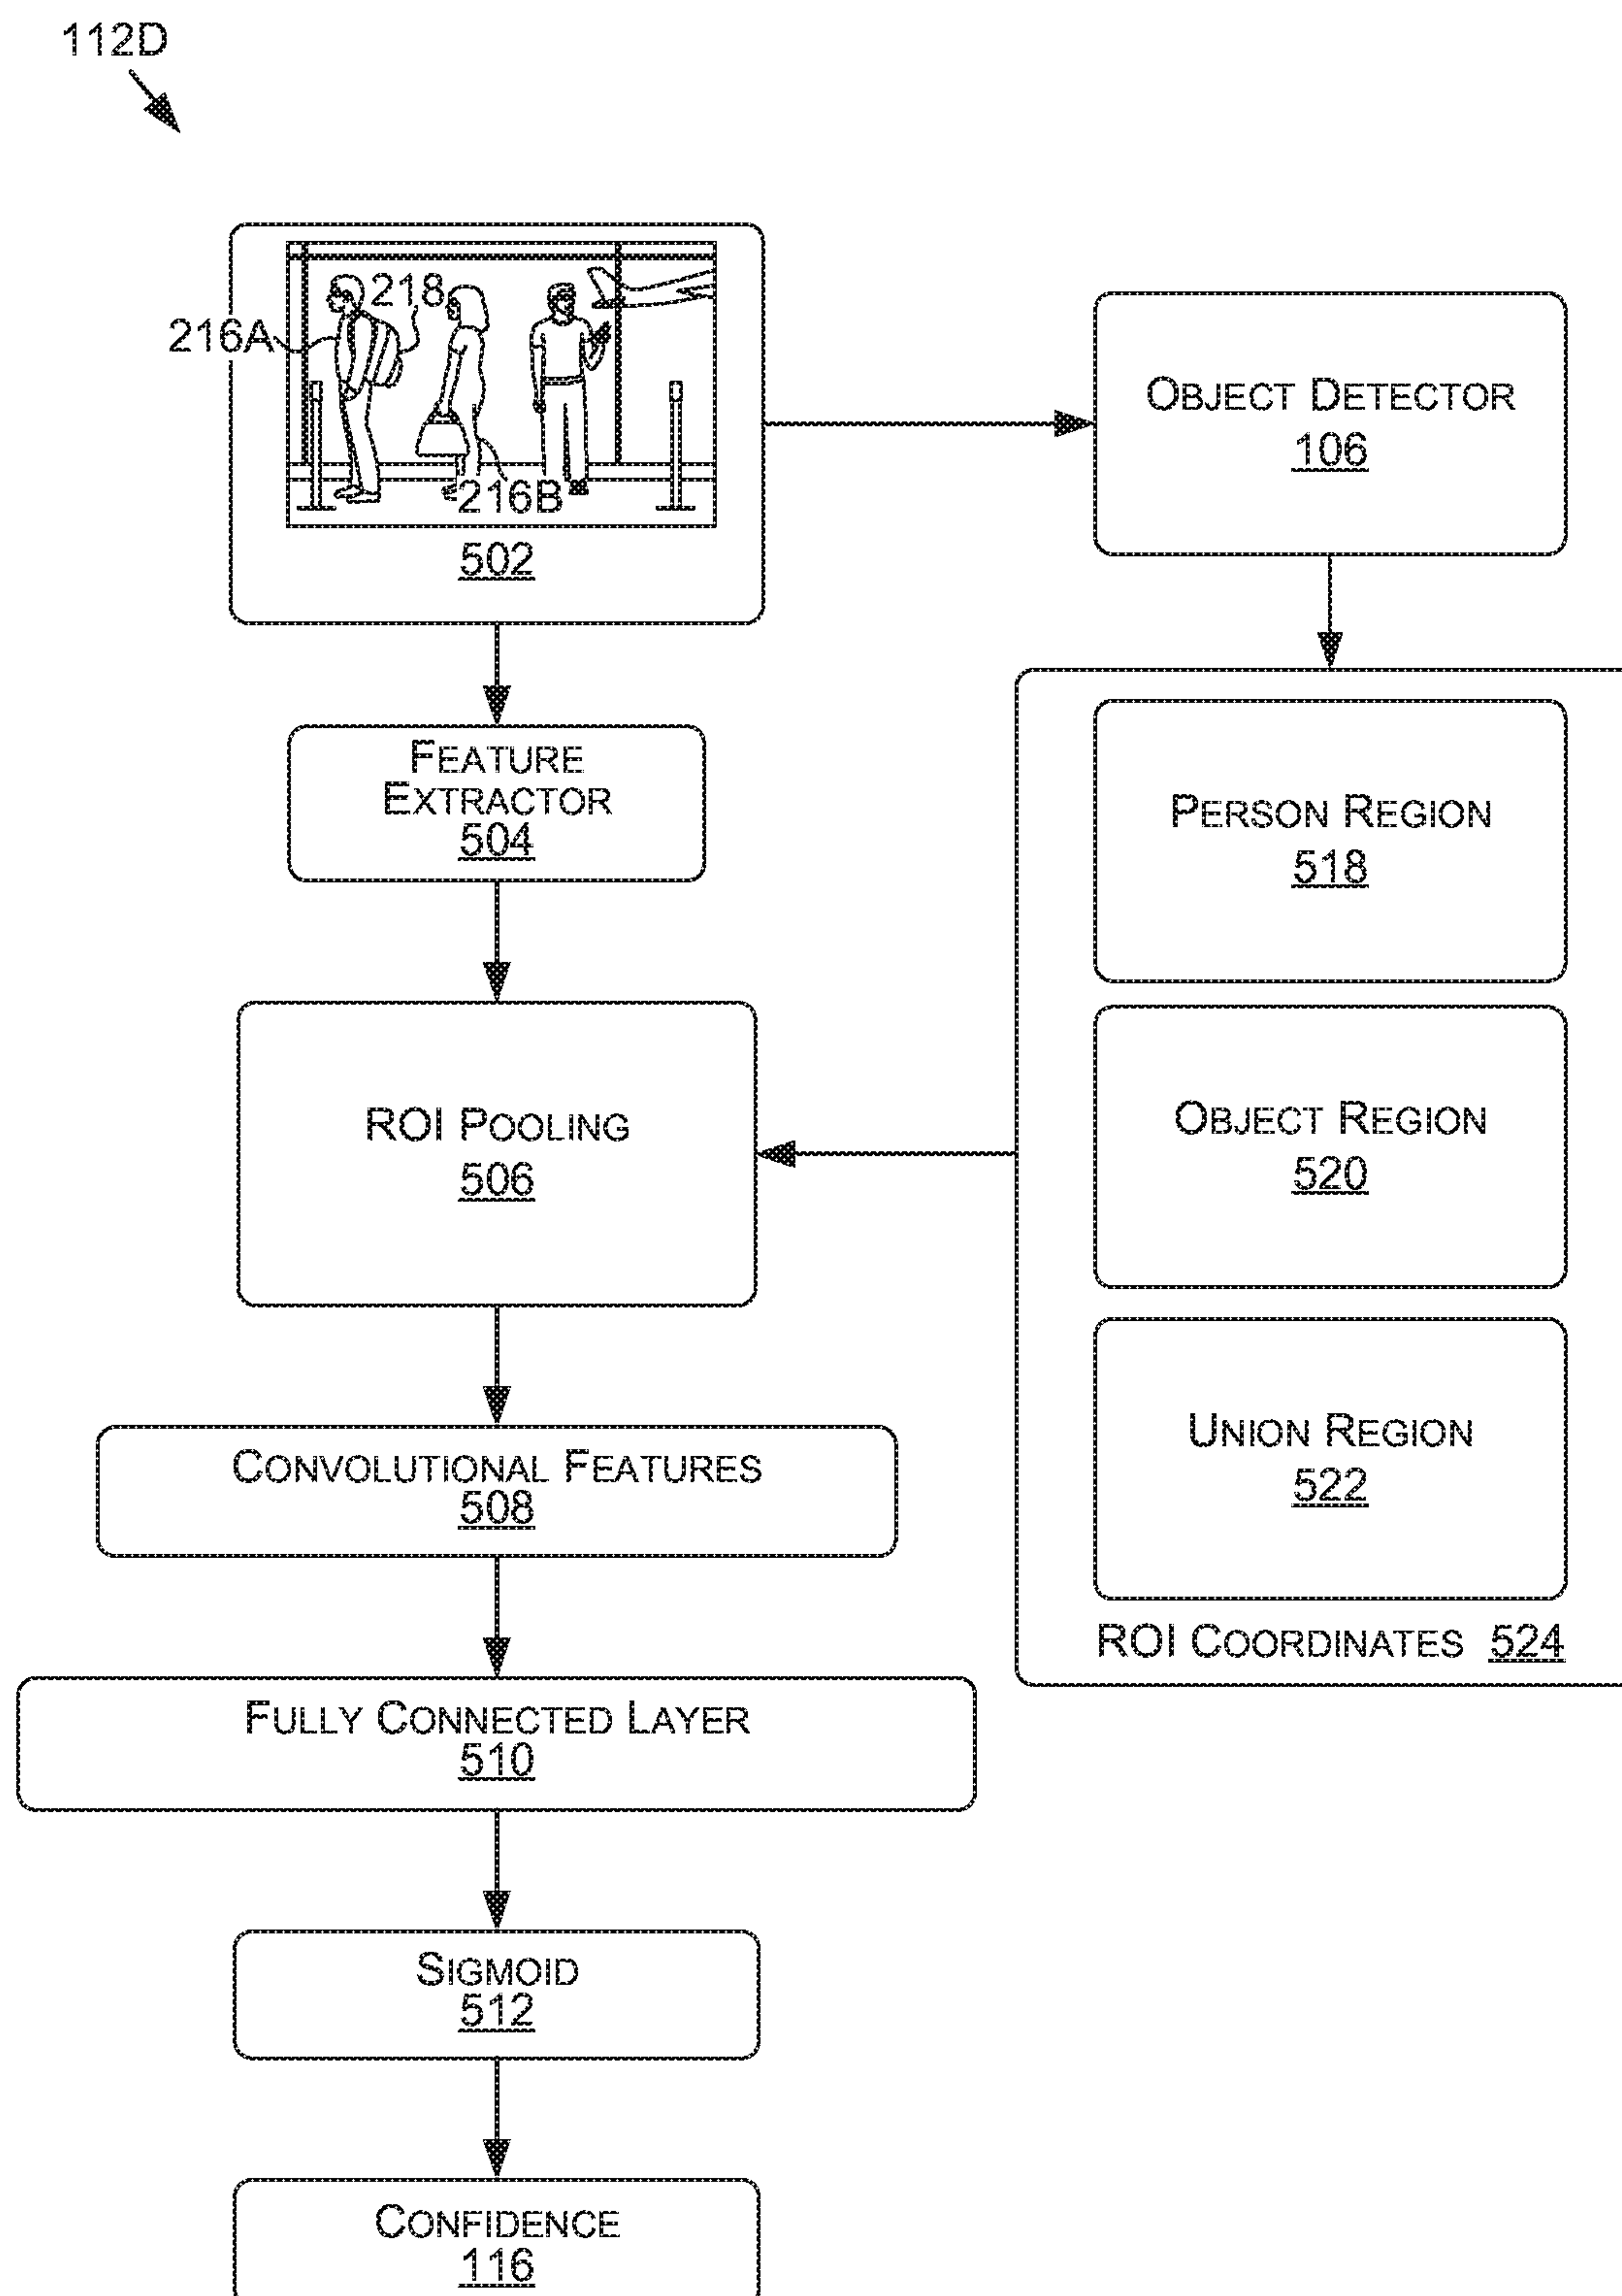 112D
218
216A
216B
502
OBJECT DETECTOR
106
FEATURE
EXTRACTOR
504
PERSON REGION
518
ROI POOLING
506
OBJECT REGION
520
UNION REGION
522
ROI COORDINATES 524
CONVOLUTIONAL FEATURES
508
FULLY CONNECTED LAYER
510
SIGMOID
512
CONFIDENCE
116